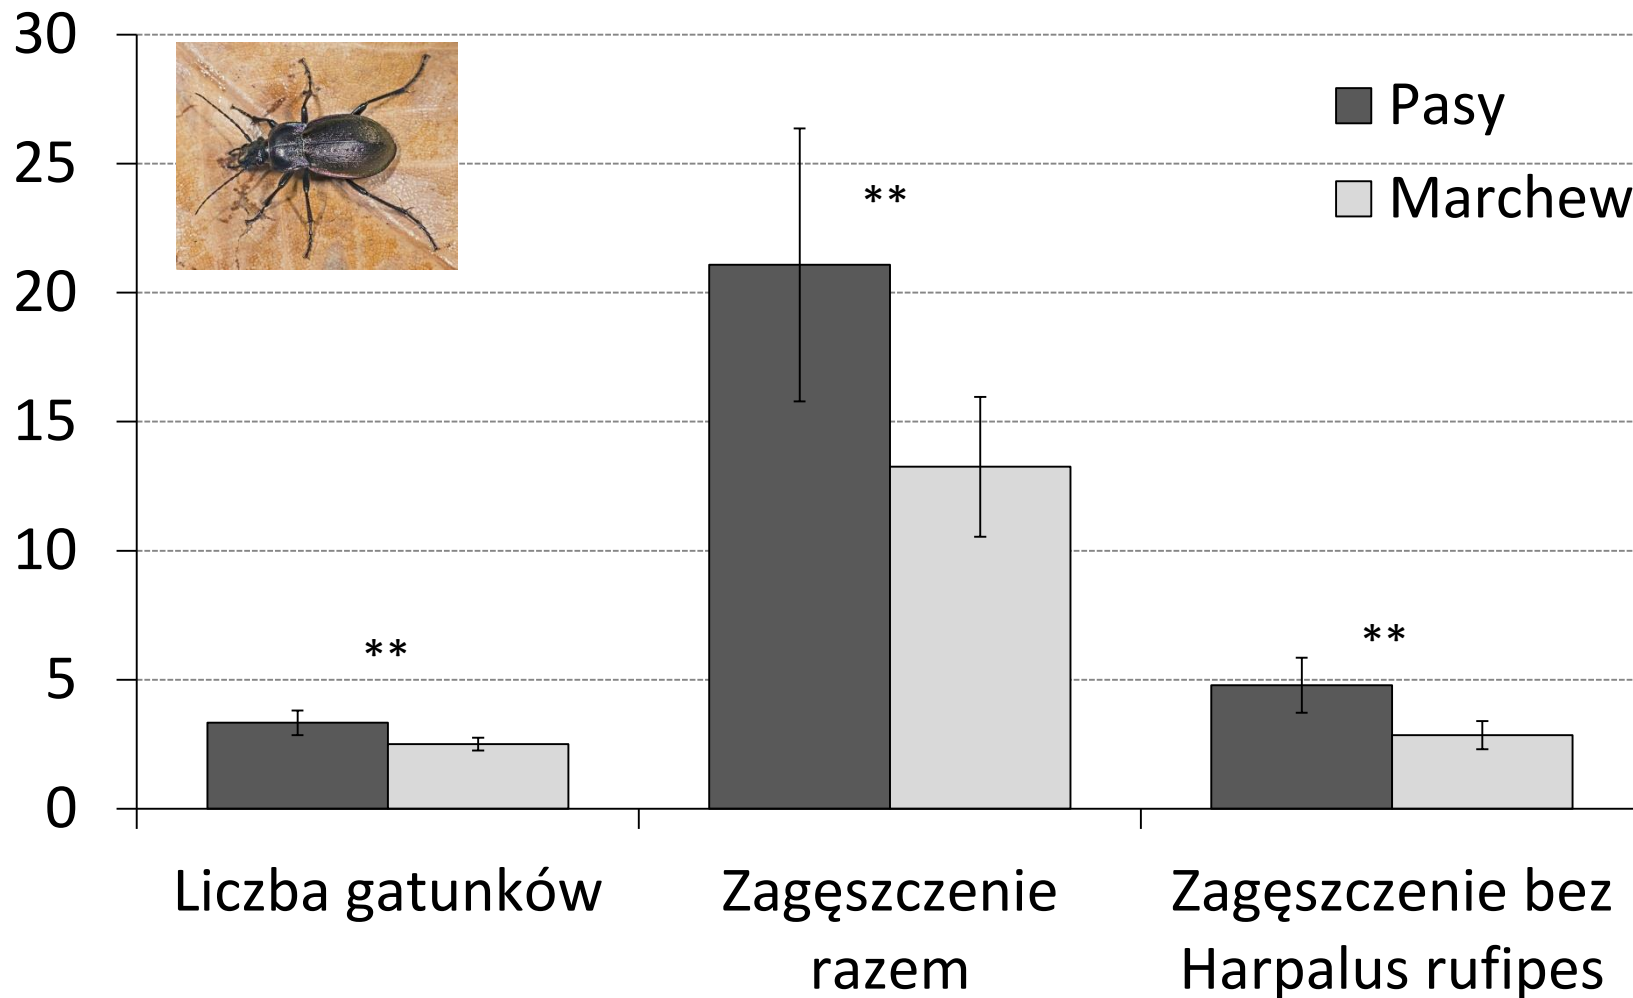 30
25
20
15
10
5
0
Pasy
Marchew
**
**
**
Liczba gatunków
Zagęszczenie
razem
Zagęszczenie bez
Harpalus rufipes